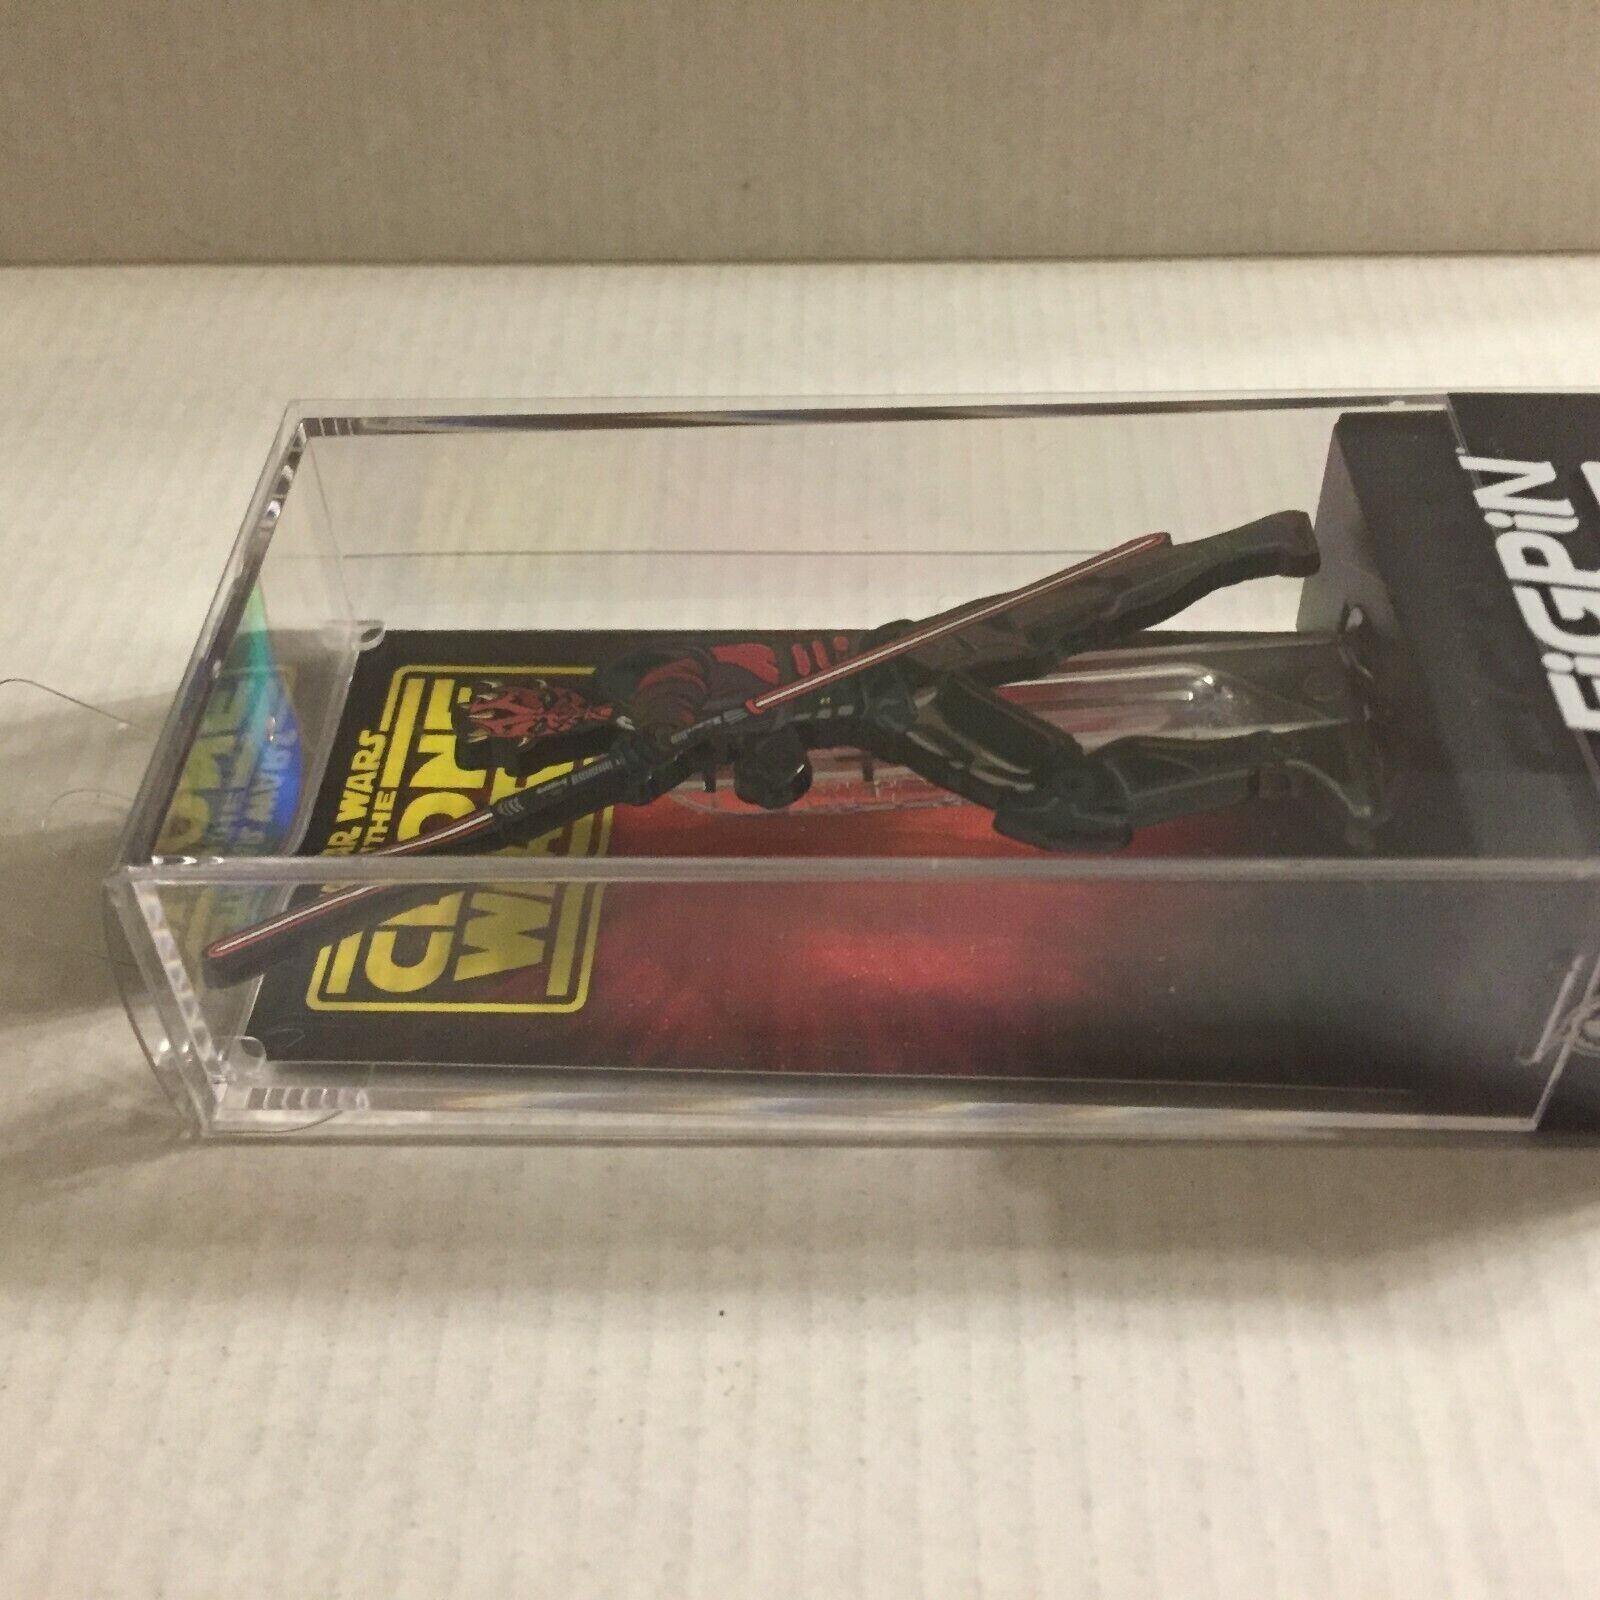 STAR WARS
THE
CLONE
WARS
FiGPiN